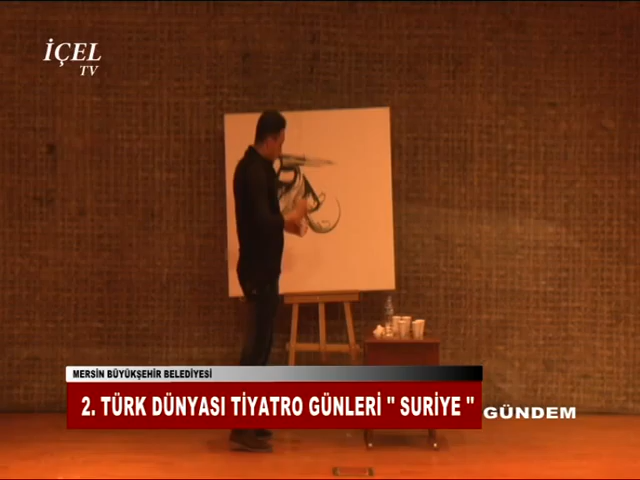 İÇEL
TV
MERSİN BÜYÜKŞEHİR BELEDİYESİ
2. TÜRK DÜNYASI TİYATRO GÜNLERİ " SURİYE "
GÜNDEM